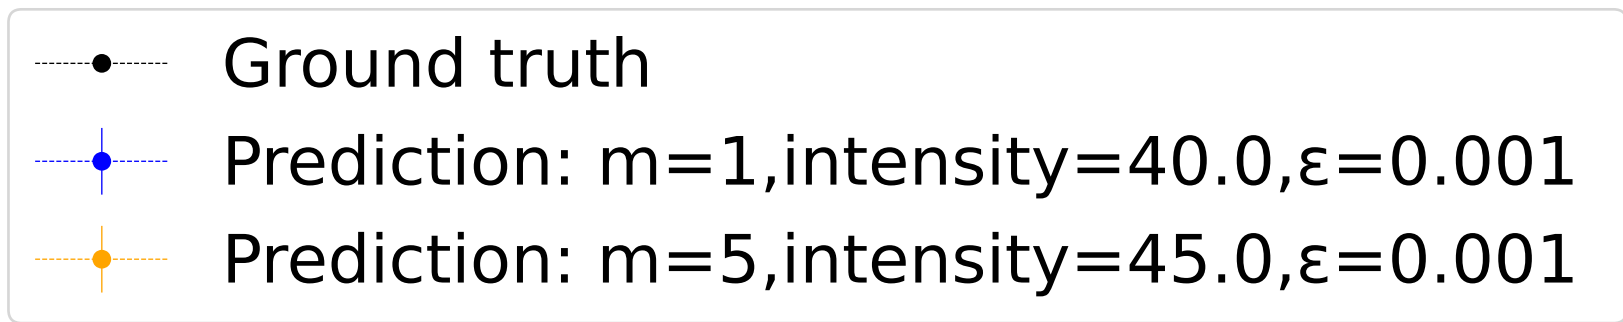 Ground truth
Prediction: m=1,intensity=40.0,ε=0.001
Prediction: m=5,intensity=45.0,ε=0.001